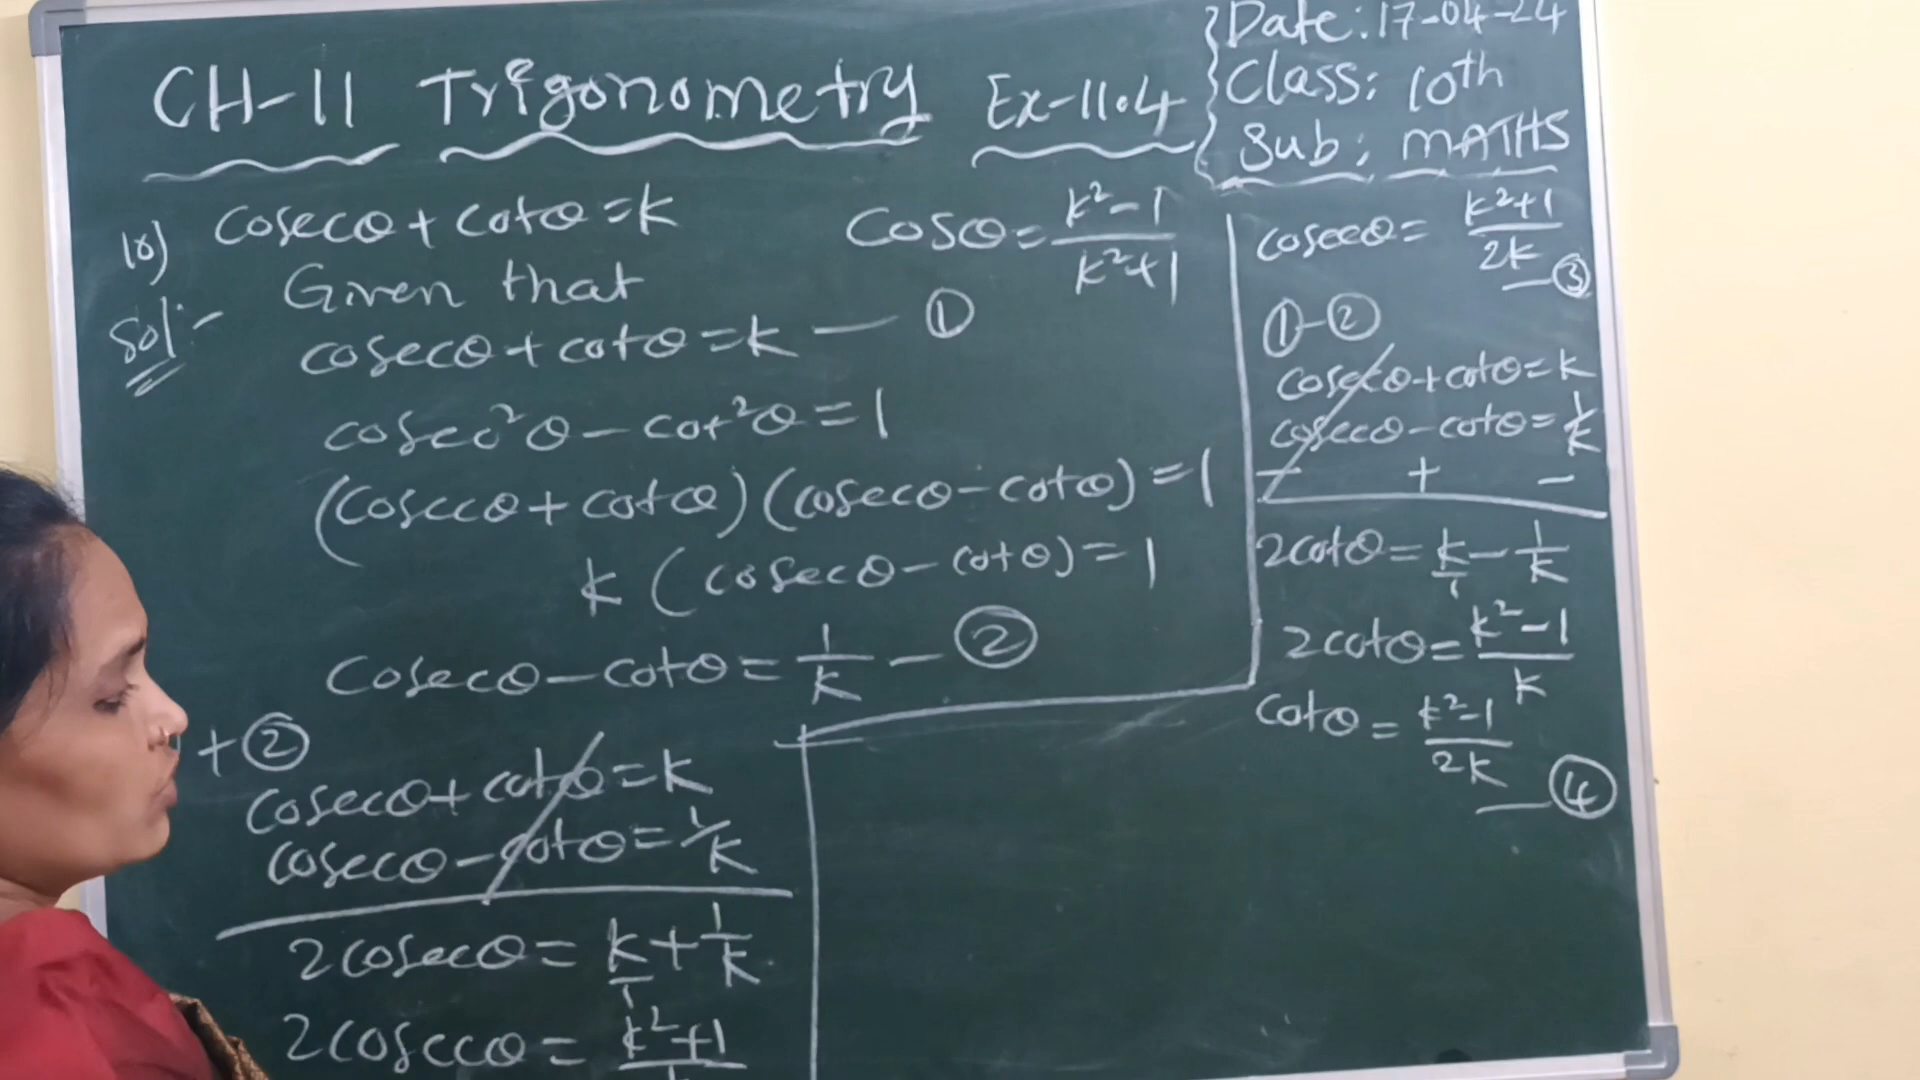 CH-11 Trigonometry Ex-11.4
Date: 17-04-24
Class: 10th
Sub: MATHS
10) cosecθ + cotθ = k cosθ = (k²-1)/(k²+1)
Sol:- Given that
cosecθ + cotθ = k — ①
cosec²θ - cot²θ = 1
(cosecθ + cotθ) (cosecθ - cotθ) = 1
k (cosecθ - cotθ) = 1
cosecθ - cotθ = 1/k — ②
+ ②
cosecθ + cotθ = k
cosecθ - cotθ = 1/k
2cosecθ = k/1 + 1/k
2cosecθ = k²+1
cosecθ = (k²+1)/2k — ③
① - ②
cosecθ + cotθ = k
cosecθ - cotθ = 1/k
- + -
2cotθ = k/1 - 1/k
2cotθ = (k²-1)/k
cotθ = (k²-1)/2k — ④